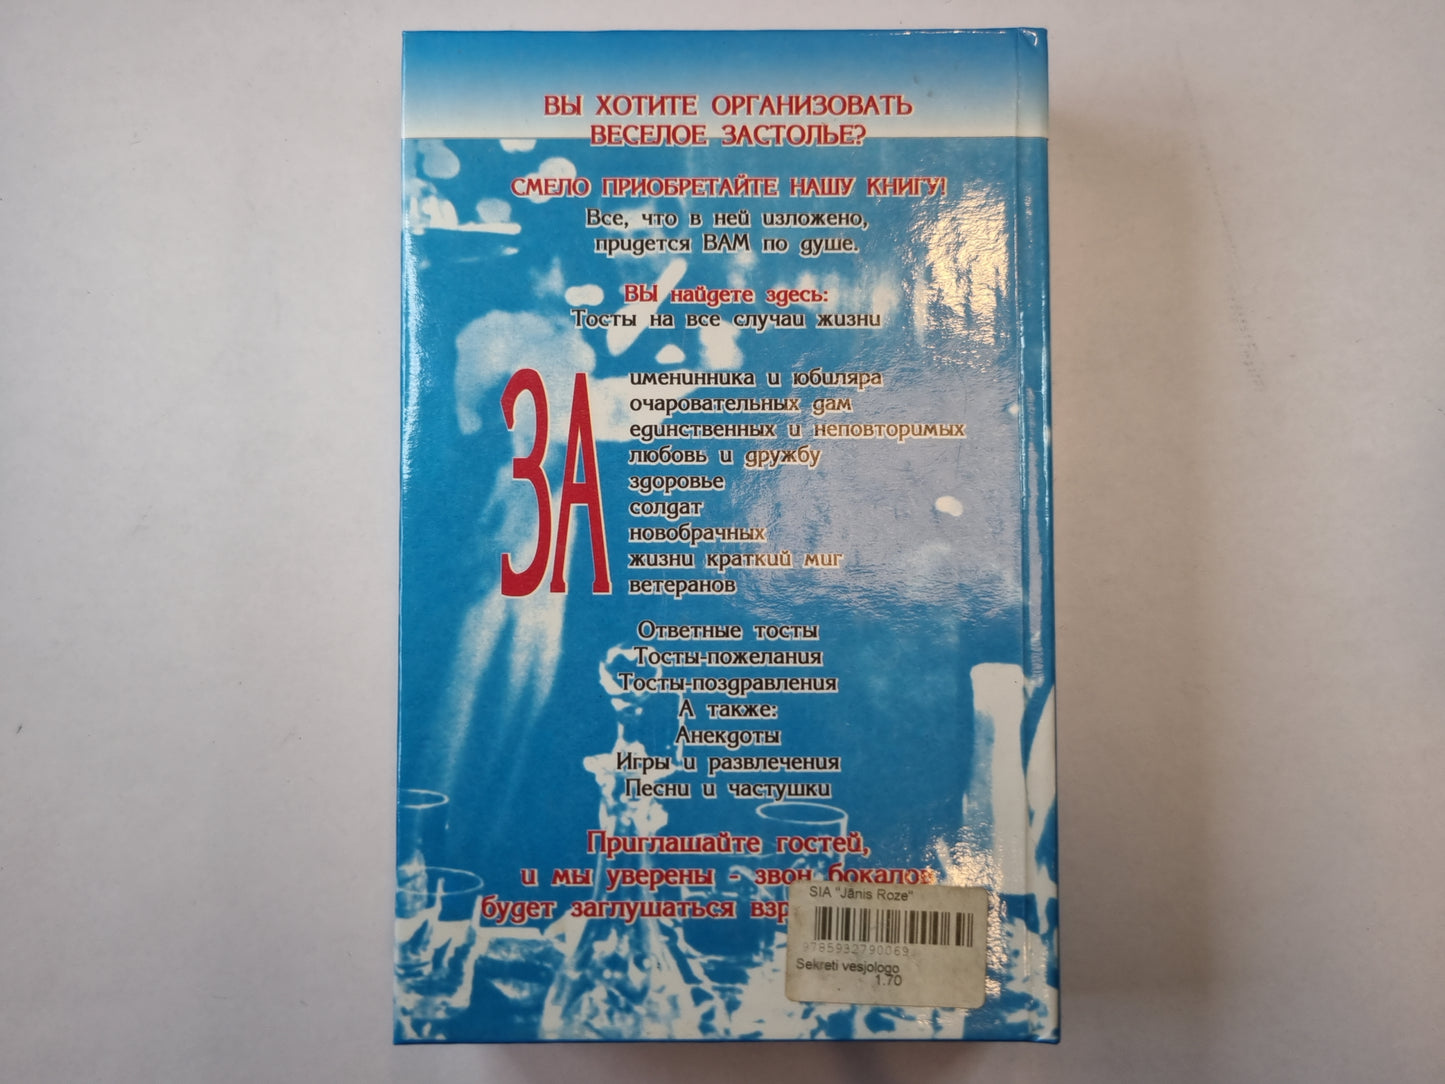 ВЫ ХОТИТЕ ОРГАНИЗОВАТЬ
ВЕСЕЛОЕ ЗАСТОЛЬЕ?
СМЕЛО ПРИОБРЕТАЙТЕ НАШУ КНИГУ!
Все, что в ней изложено,
придется ВАМ по душе.
ВЫ найдете здесь:
Тосты на все случаи жизни
ЗА
именинника и юбиляра
очаровательных дам
единственных и неповторимых
любовь и дружбу
здоровье
солдат
новобрачных
жизни краткий миг
ветеранов
Ответные тосты
Тосты-пожелания
Тосты-поздравления
А также:
Анекдоты
Игры и развлечения
Песни и частушки
Приглашайте гостей,
и мы уверены - звон бокалов
будет заглушаться
SIA "Jānis Roze"
9785932790069
Sekreti vesjologo
1.70